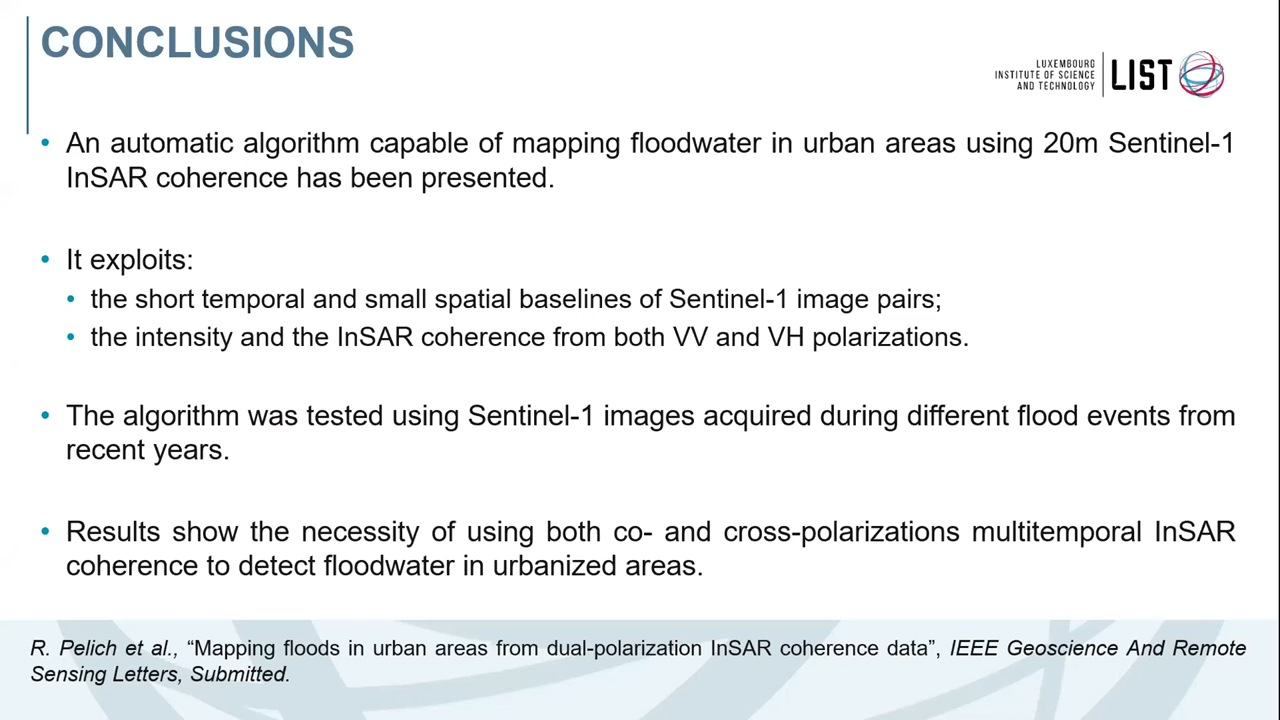 CONCLUSIONS
LUXEMBOURG
INSTITUTE OF SCIENCE
AND TECHNOLOGY
LIST
• An automatic algorithm capable of mapping floodwater in urban areas using 20m Sentinel-1
InSAR coherence has been presented.
• It exploits:
• the short temporal and small spatial baselines of Sentinel-1 image pairs;
• the intensity and the InSAR coherence from both VV and VH polarizations.
• The algorithm was tested using Sentinel-1 images acquired during different flood events from
recent years.
• Results show the necessity of using both co- and cross-polarizations multitemporal InSAR
coherence to detect floodwater in urbanized areas.
R. Pelich et al., “Mapping floods in urban areas from dual-polarization InSAR coherence data”, IEEE Geoscience And Remote
Sensing Letters, Submitted.